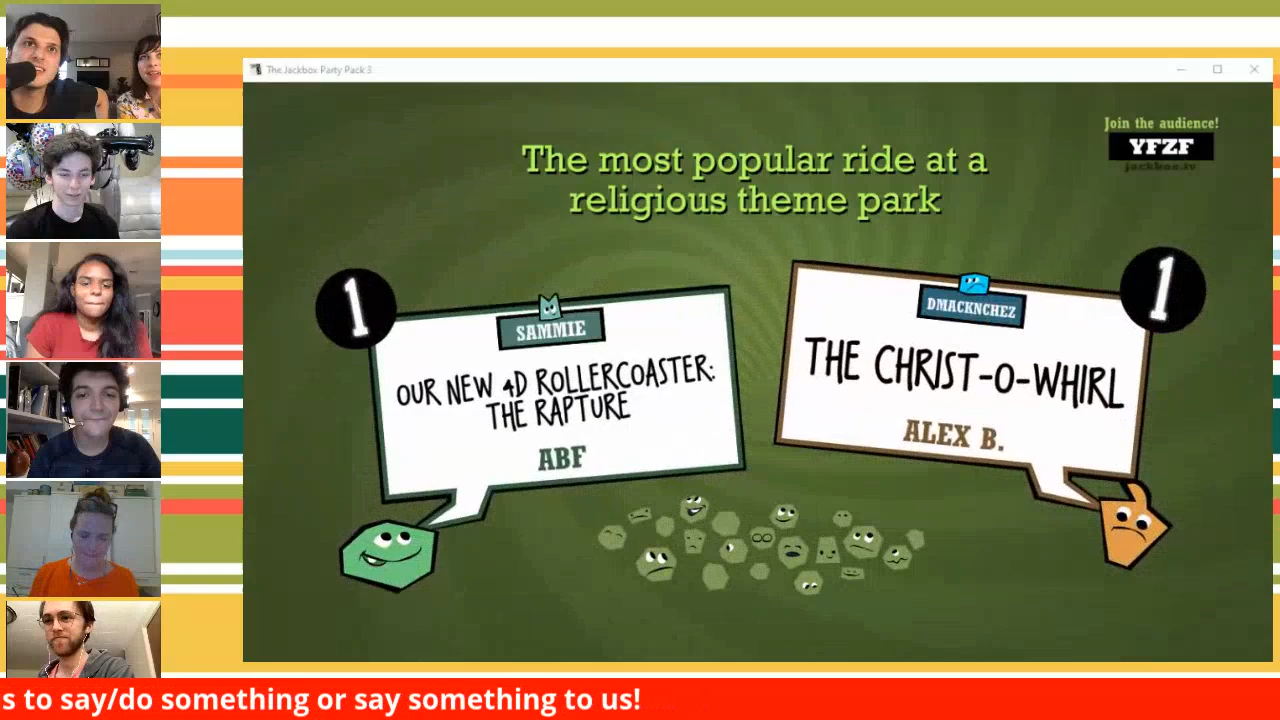 The Jackbox Party Pack 3
Join the audience!
YFZF
jackbox.tv
The most popular ride at a
religious theme park
1
SAMMIE
OUR NEW 4D ROLLERCOASTER:
THE RAPTURE
ABF
1
DMACKNCHEZ
THE CHRIST-O-WHIRL
ALEX B.
s to say/do something or say something to us!